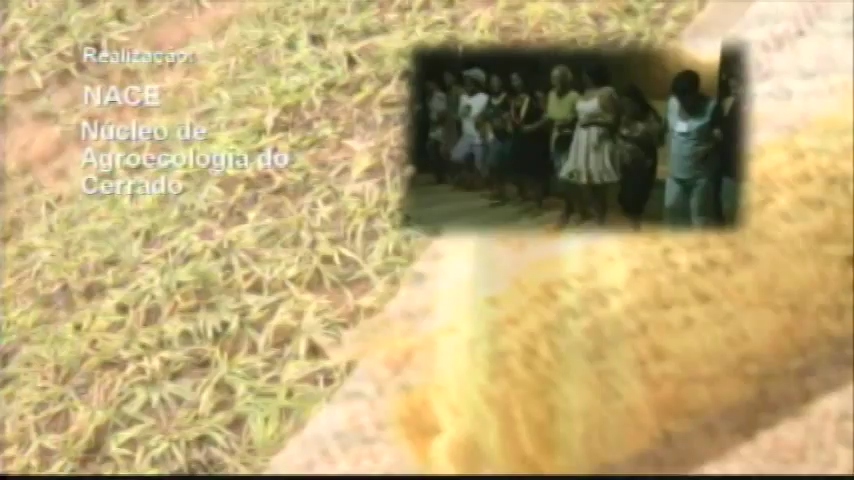 Realização:
NACE
Núcleo de
Agroecologia do
Cerrado